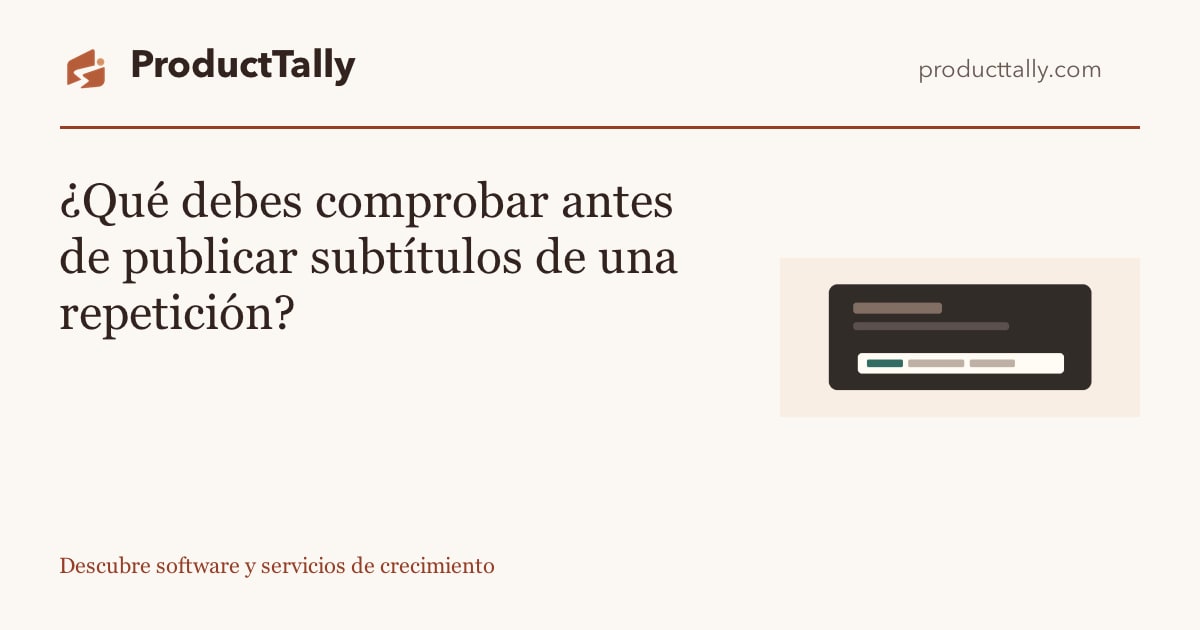 ProductTally
producttally.com
¿Qué debes comprobar antes
de publicar subtítulos de una
repetición?
Descubre software y servicios de crecimiento